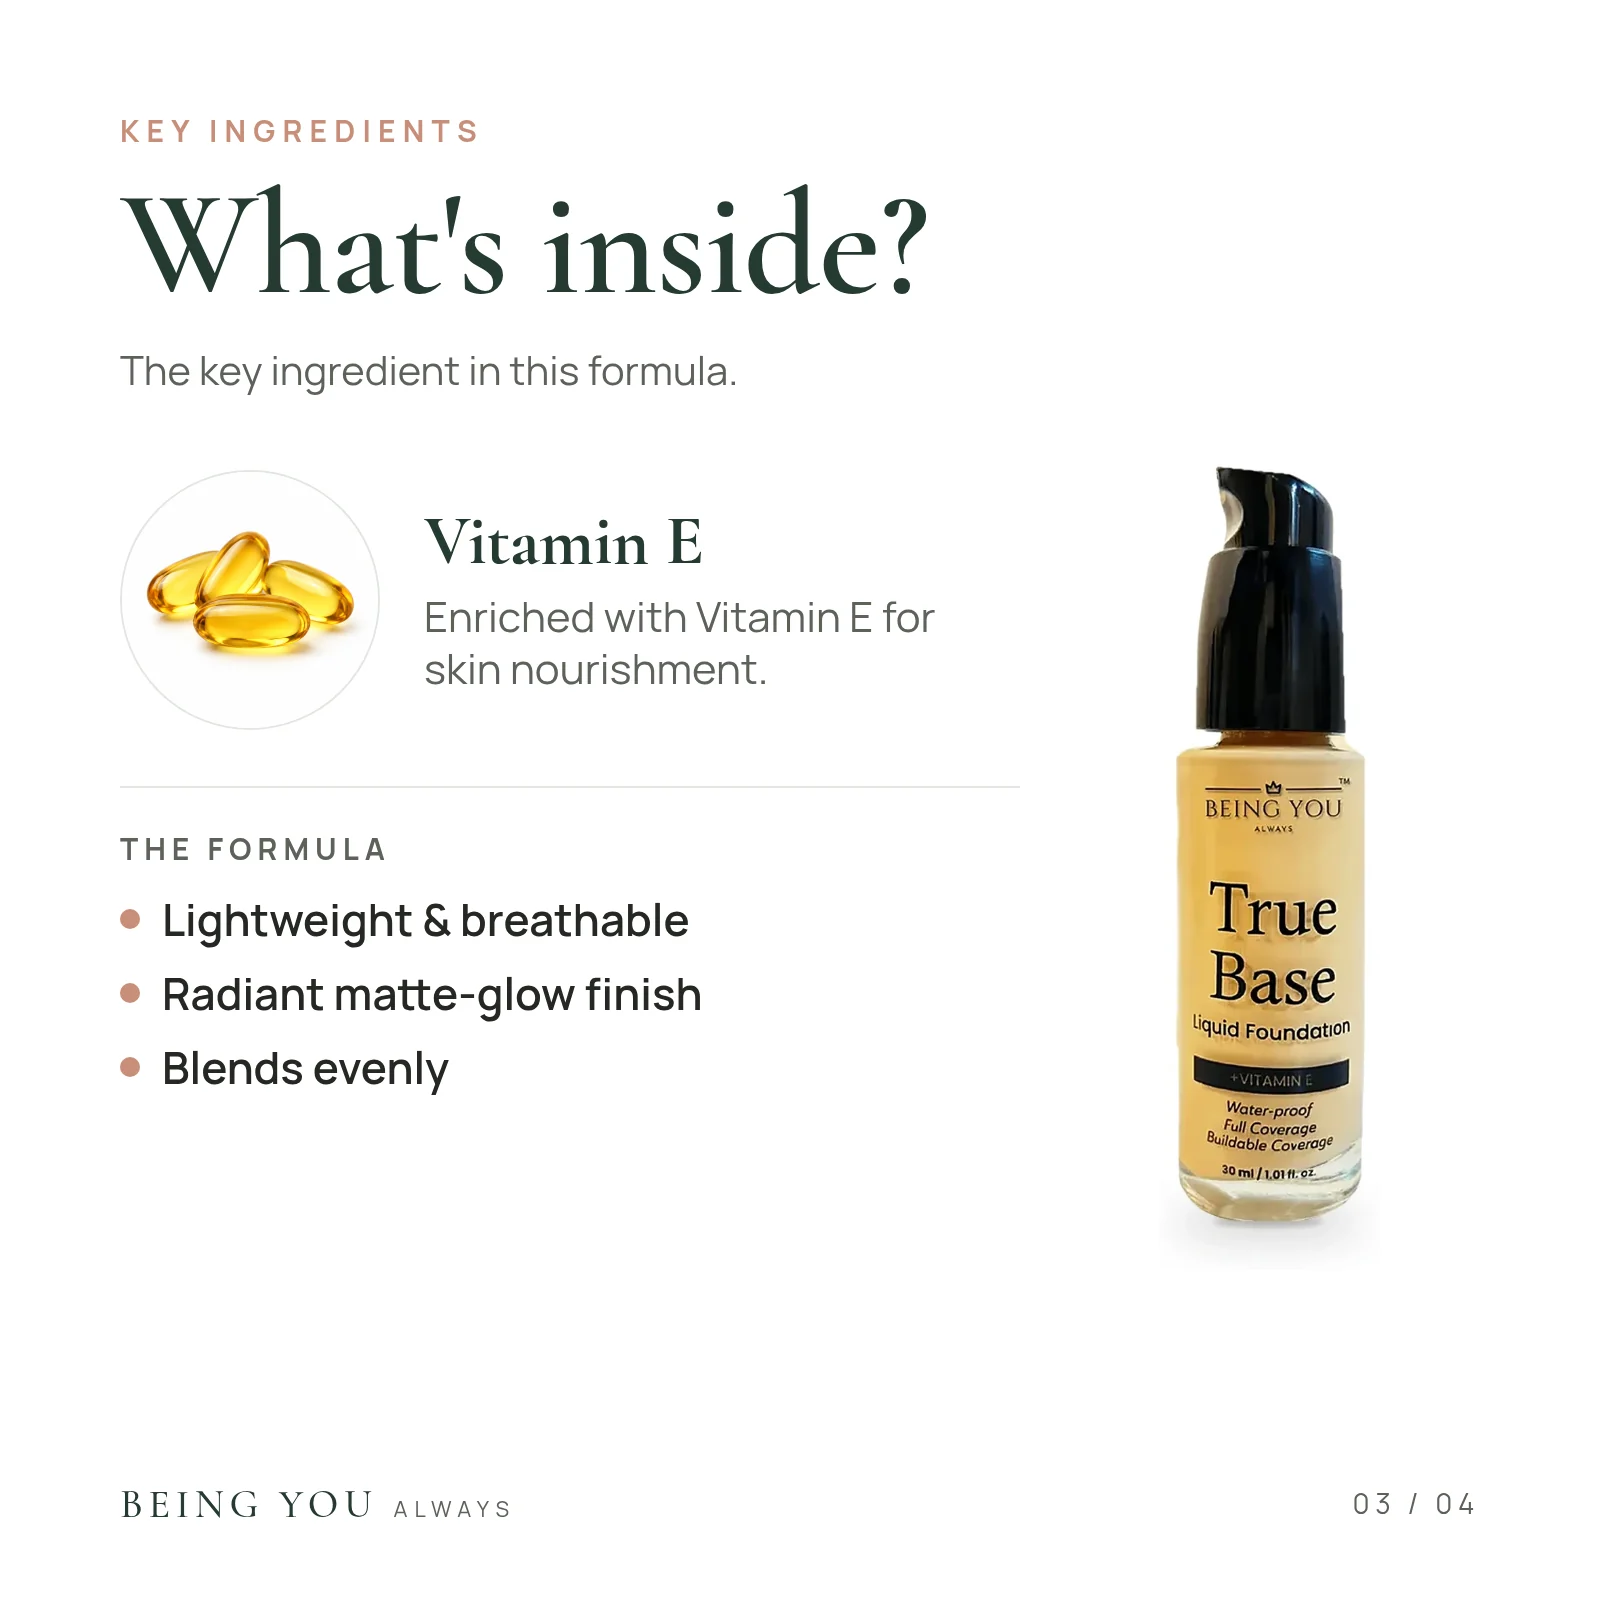 KEY INGREDIENTS
What's inside?
The key ingredient in this formula.
Vitamin E
Enriched with Vitamin E for
skin nourishment.
THE FORMULA
Lightweight & breathable
Radiant matte-glow finish
Blends evenly
BEING YOU
TM
ALWAYS
True
Base
Liquid Foundation
+VITAMIN E
Water-proof
Full Coverage
Buildable Coverage
30 ml / 1.01 fl. oz.
BEING YOU ALWAYS
03 / 04